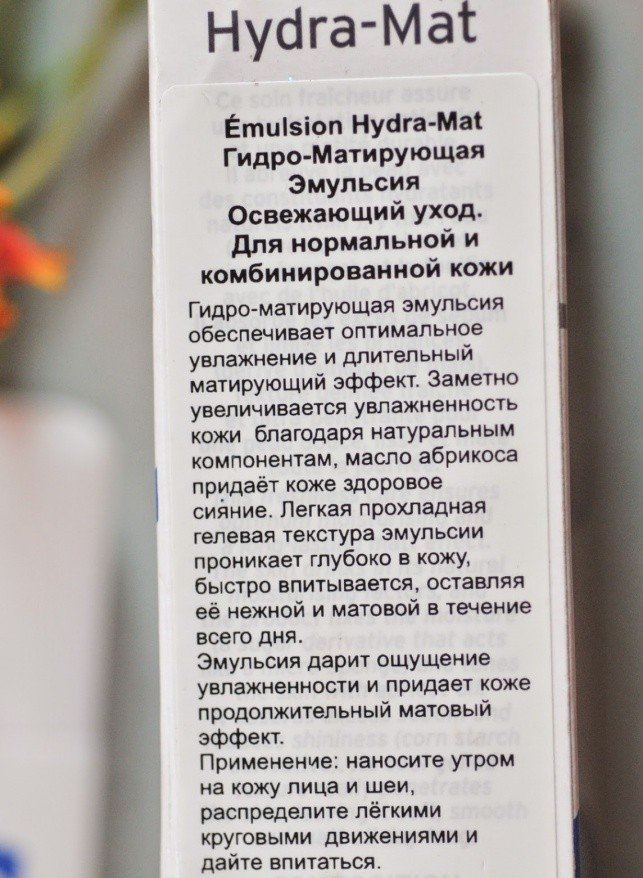 Hydra-Mat
Émulsion Hydra-Mat
Гидро-Матирующая
Эмульсия
Освежающий уход.
Для нормальной и
комбинированной кожи
Гидро-матирующая эмульсия
обеспечивает оптимальное
увлажнение и длительный
матирующий эффект. Заметно
увеличивается увлажненность
кожи благодаря натуральным
компонентам, масло абрикоса
придаёт коже здоровое
сияние. Легкая прохладная
гелевая текстура эмульсии
проникает глубоко в кожу,
быстро впитывается, оставляя
её нежной и матовой в течение
всего дня.
Эмульсия дарит ощущение
увлажненности и придает коже
продолжительный матовый
эффект.
Применение: наносите утром
на кожу лица и шеи,
распределите лёгкими
круговыми движениями и
дайте впитаться.